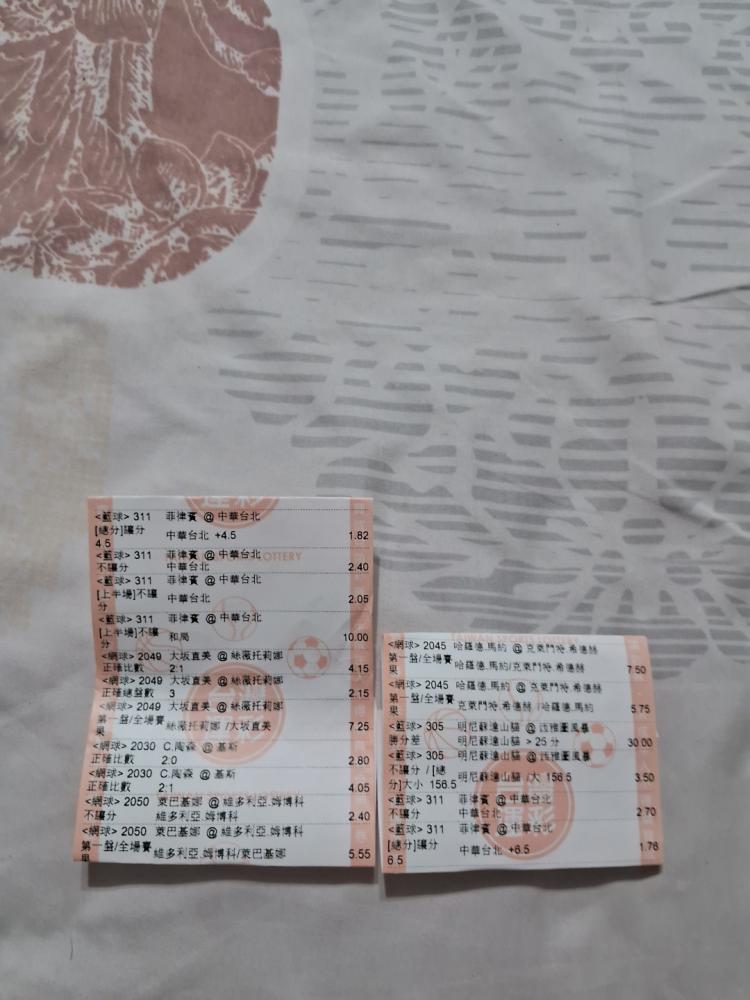 <籃球> 311 菲律賓 @ 中華台北
[總分]讓分 中華台北 +4.5 1.82
4.5
<籃球> 311 菲律賓 @ 中華台北
不讓分 中華台北 2.40
<籃球> 311 菲律賓 @ 中華台北
[上半場]不讓分 中華台北 2.05
<籃球> 311 菲律賓 @ 中華台北
[上半場]不讓分 和局 10.00
<網球> 2049 大坂直美 @ 絲薇托莉娜
正確比數 2:1 4.15
<網球> 2049 大坂直美 @ 絲薇托莉娜
正確總盤數 3 2.15
<網球> 2049 大坂直美 @ 絲薇托莉娜
第一盤/全場賽果 絲薇托莉娜 /大坂直美 7.25
<網球> 2030 C.陶森 @ 基斯
正確比數 2:0 2.80
<網球> 2030 C.陶森 @ 基斯
正確比數 2:1 4.05
<網球> 2050 萊巴基娜 @ 維多利亞.姆博科
不讓分 維多利亞.姆博科 2.40
<網球> 2050 萊巴基娜 @ 維多利亞.姆博科
第一盤/全場賽果 維多利亞.姆博科/萊巴基娜 5.55
<網球> 2045 哈羅德.馬約 @ 克萊門特.希德赫
第一盤/全場賽果 哈羅德.馬約/克萊門特.希德赫 7.50
<網球> 2045 哈羅德.馬約 @ 克萊門特.希德赫
第一盤/全場賽果 克萊門特.希德赫 /哈羅德.馬約 5.75
<籃球> 305 明尼蘇達山貓 @ 西雅圖風暴
勝分差 明尼蘇達山貓 > 25 分 30.00
<籃球> 305 明尼蘇達山貓 @ 西雅圖風暴
不讓分 / [總分]大小 156.5 明尼蘇達山貓 /大 156.5 3.50
<籃球> 311 菲律賓 @ 中華台北
不讓分 中華台北 2.70
<籃球> 311 菲律賓 @ 中華台北
[總分]讓分 中華台北 +6.5 1.76
6.5